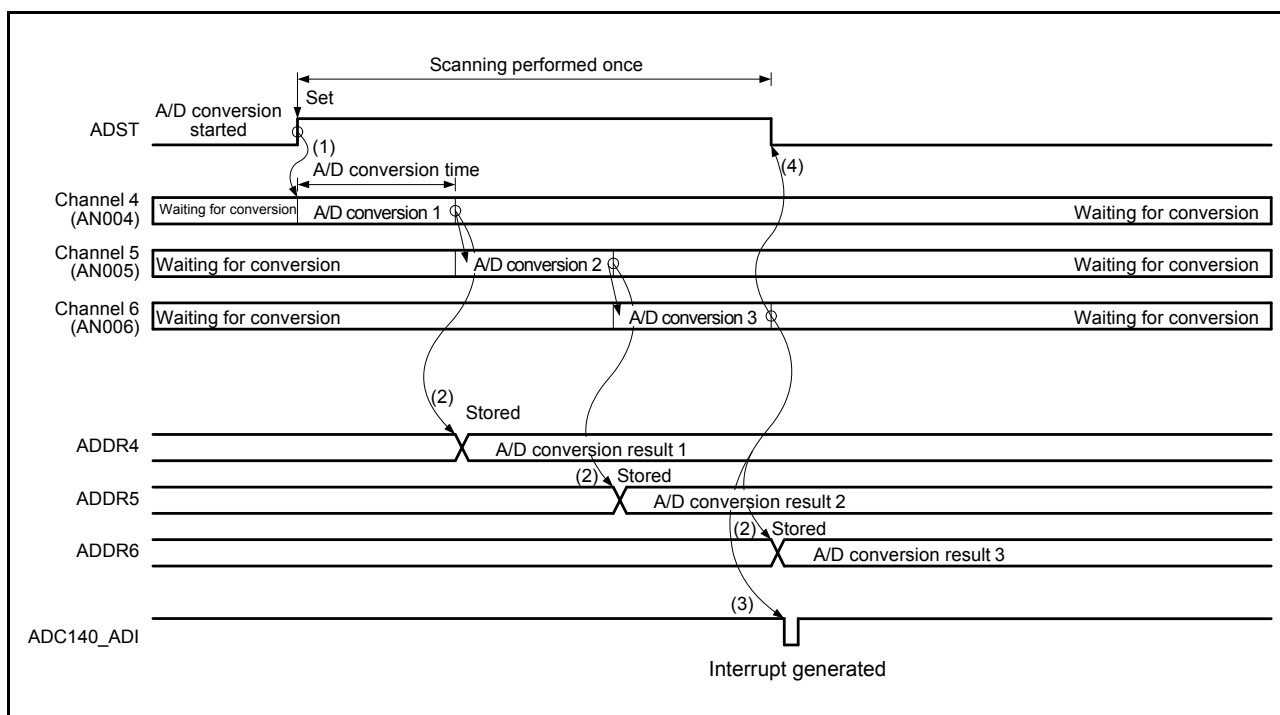 Scanning performed once
Set
A/D conversion
started
ADST
(1)
(4)
A/D conversion time
Channel 4
(AN004)
Waiting for conversion
A/D conversion 1
Waiting for conversion
Channel 5
(AN005)
Waiting for conversion
A/D conversion 2
Waiting for conversion
Channel 6
(AN006)
Waiting for conversion
A/D conversion 3
Waiting for conversion
(2)
Stored
ADDR4
A/D conversion result 1
(2)
Stored
ADDR5
A/D conversion result 2
(2)
Stored
ADDR6
A/D conversion result 3
(3)
ADC140_ADI
Interrupt generated